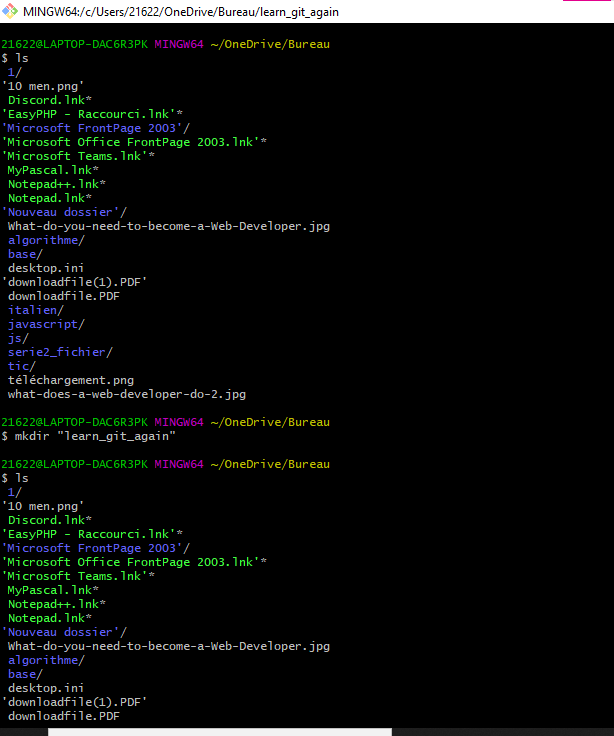 MINGW64:/c/Users/21622/OneDrive/Bureau/learn_git_again
21622@LAPTOP-DAC6R3PK MINGW64 ~/OneDrive/Bureau
$ ls
1/
'10 men.png'
Discord.lnk*
'EasyPHP - Raccourci.lnk'*
'Microsoft FrontPage 2003'/
'Microsoft Office FrontPage 2003.lnk'*
'Microsoft Teams.lnk'*
MyPascal.lnk*
Notepad++.lnk*
Notepad.lnk*
'Nouveau dossier'/
What-do-you-need-to-become-a-Web-Developer.jpg
algorithme/
base/
desktop.ini
'downloadfile(1).PDF'
downloadfile.PDF
italien/
javascript/
js/
serie2_fichier/
tic/
téléchargement.png
what-does-a-web-developer-do-2.jpg
21622@LAPTOP-DAC6R3PK MINGW64 ~/OneDrive/Bureau
$ mkdir "learn_git_again"
21622@LAPTOP-DAC6R3PK MINGW64 ~/OneDrive/Bureau
$ ls
1/
'10 men.png'
Discord.lnk*
'EasyPHP - Raccourci.lnk'*
'Microsoft FrontPage 2003'/
'Microsoft Office FrontPage 2003.lnk'*
'Microsoft Teams.lnk'*
MyPascal.lnk*
Notepad++.lnk*
Notepad.lnk*
'Nouveau dossier'/
What-do-you-need-to-become-a-Web-Developer.jpg
algorithme/
base/
desktop.ini
'downloadfile(1).PDF'
downloadfile.PDF